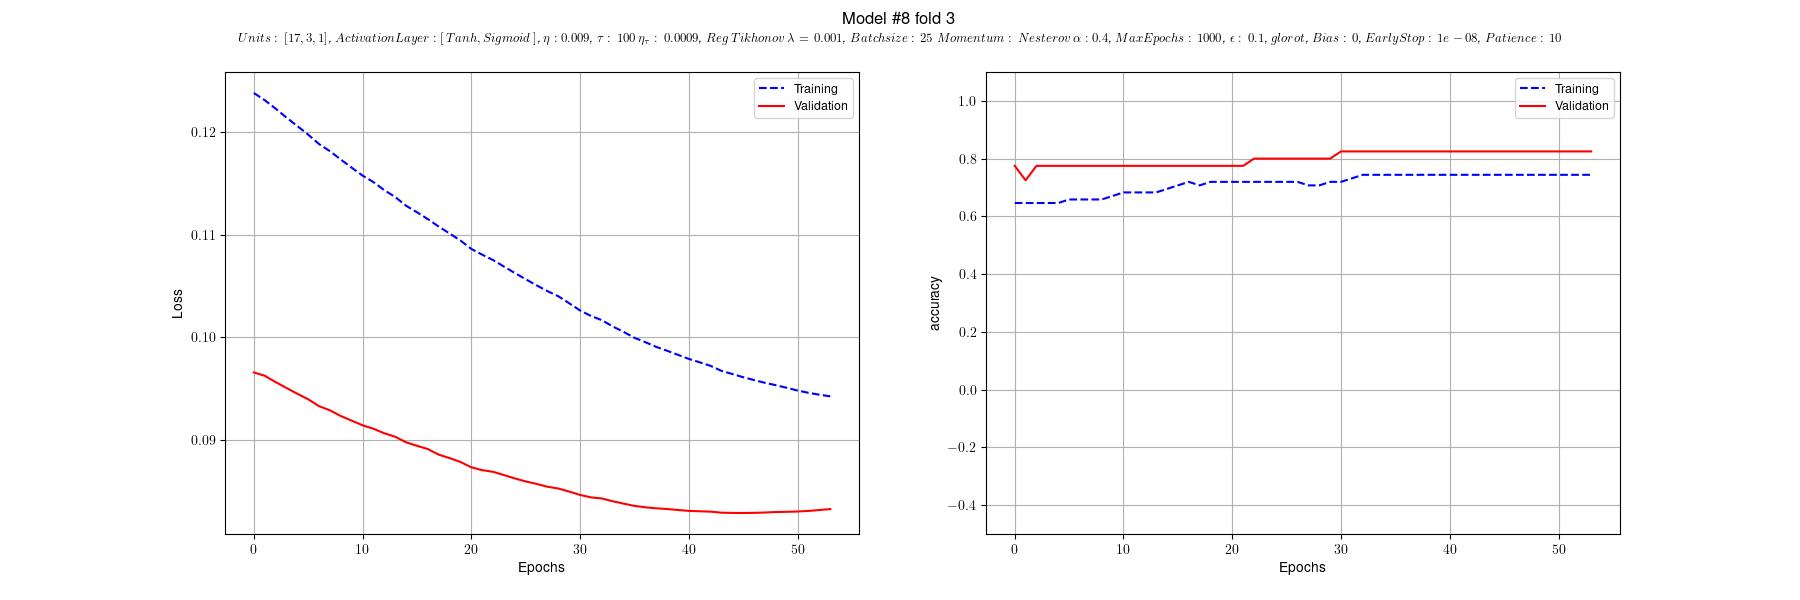 Model #8 fold 3
Units : [17, 3, 1], ActivationLayer : [ Tanh, Sigmoid ], η : 0.009, τ : 100 ητ : 0.0009, Reg Tikhonov λ = 0.001, Batchsize : 25 Momentum : Nesterov α : 0.4, MaxEpochs : 1000, ϵ : 0.1, glorot, Bias : 0, EarlyStop : 1e − 08, Patience : 10
Training
Validation
0.12
0.11
0.10
0.09
Loss
0 10 20 30 40 50
Epochs
Training
Validation
1.0
0.8
0.6
0.4
0.2
0.0
−0.2
−0.4
accuracy
0 10 20 30 40 50
Epochs